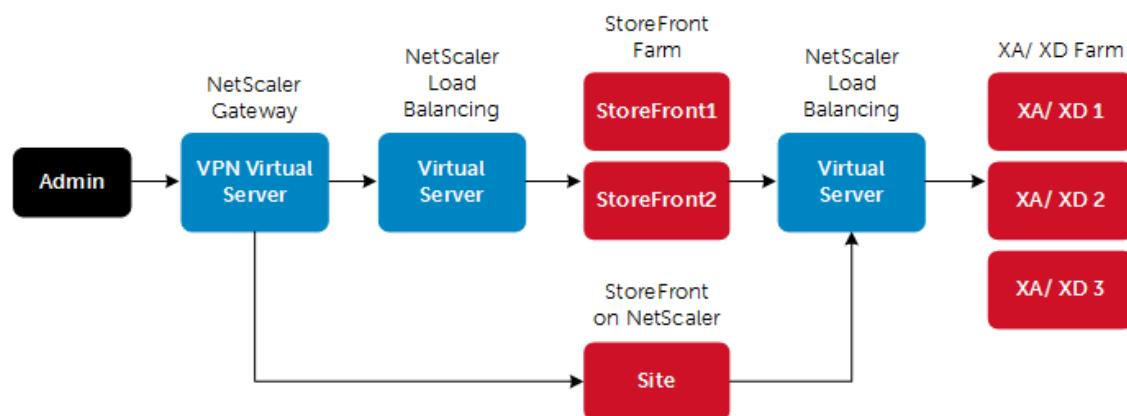 StoreFront
Farm
NetScaler
Load
Balancing
NetScaler
Load
Balancing
XA/ XD Farm
NetScaler
Gateway
StoreFront1
XA/ XD 1
Admin
VPN Virtual
Server
Virtual
Server
StoreFront2
Virtual
Server
XA/ XD 2
StoreFront
on NetScaler
XA/ XD 3
Site